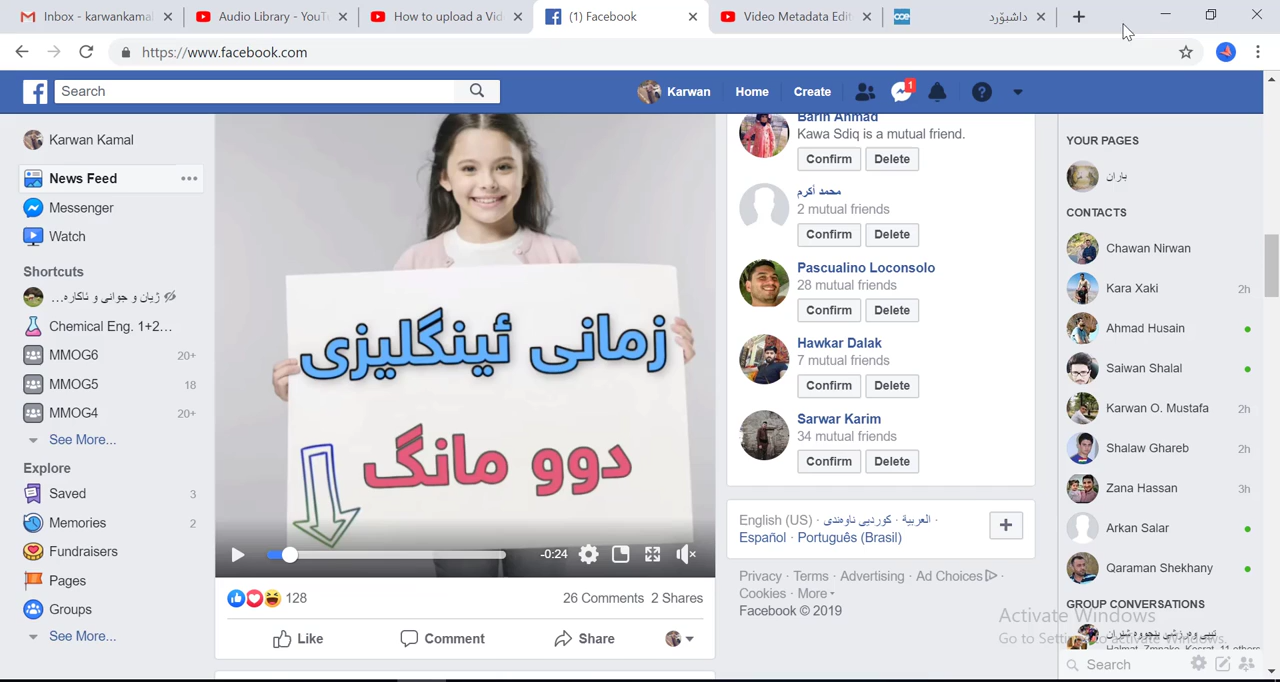 Inbox - karwankamal
Audio Library - YouTu
How to upload a Vid
(1) Facebook
Video Metadata Edit
داشبۆرد
https://www.facebook.com
Search
Karwan
Home
Create
1
Karwan Kamal
News Feed
Messenger
Watch
Shortcuts
ژیان و جوانی و ئاکارە...
Chemical Eng. 1+2...
MMOG6 20+
MMOG5 18
MMOG4 20+
See More...
Explore
Saved 3
Memories 2
Fundraisers
Pages
Groups
See More...
زمانی ئینگلیزی
دوو مانگ
-0:24
128
26 Comments 2 Shares
Like
Comment
Share
Barin Ahmad
Kawa Sdiq is a mutual friend.
Confirm Delete
محمد أكرم
2 mutual friends
Confirm Delete
Pascualino Loconsolo
28 mutual friends
Confirm Delete
Hawkar Dalak
7 mutual friends
Confirm Delete
Sarwar Karim
34 mutual friends
Confirm Delete
English (US) · کوردیی ناوەندی · العربية ·
Español · Português (Brasil)
Privacy · Terms · Advertising · Ad Choices ·
Cookies · More
Facebook © 2019
YOUR PAGES
باران
CONTACTS
Chawan Nirwan
Kara Xaki 2h
Ahmad Husain
Saiwan Shalal
Karwan O. Mustafa 2h
Shalaw Ghareb 2h
Zana Hassan 3h
Arkan Salar
Qaraman Shekhany
GROUP CONVERSATIONS
Activate Windows
Go to Settings to activate Windows.
Search